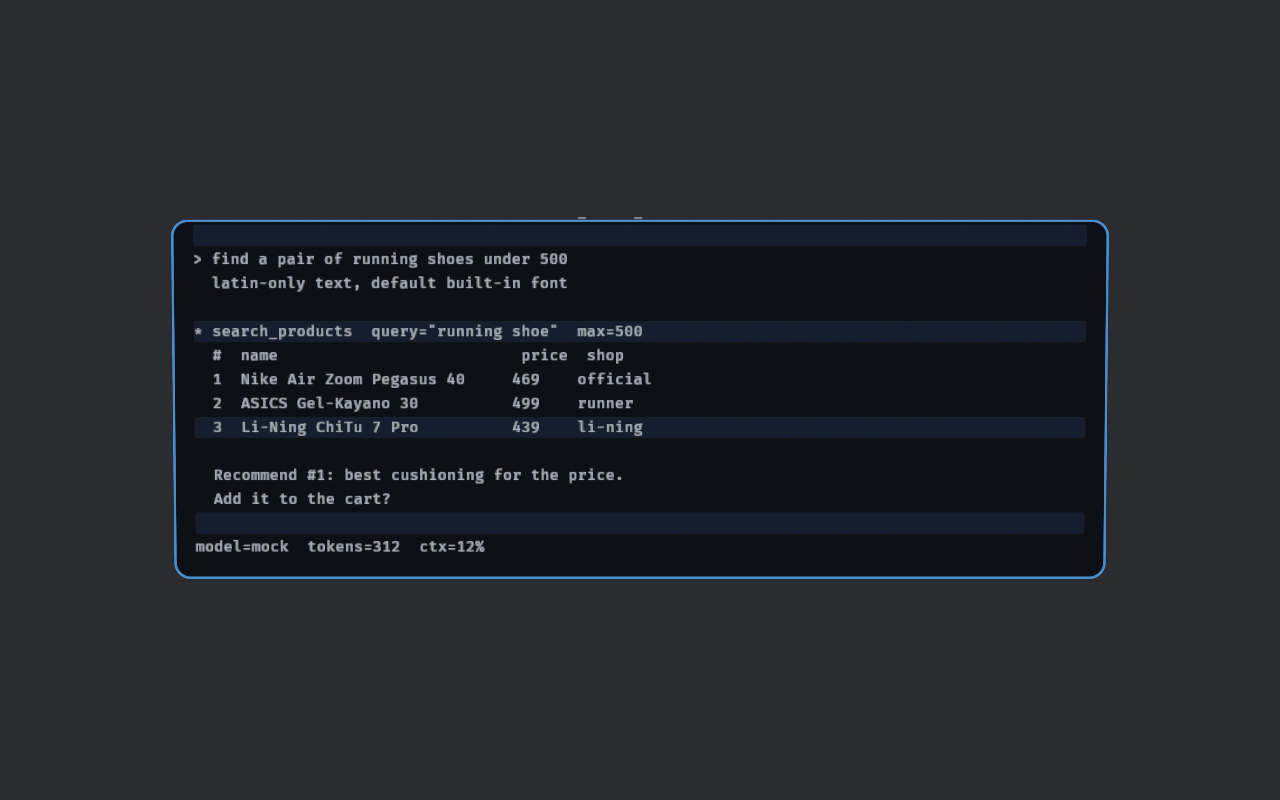 > find a pair of running shoes under 500
latin-only text, default built-in font
* search_products query="running shoe" max=500
# name price shop
1 Nike Air Zoom Pegasus 40 469 official
2 ASICS Gel-Kayano 30 499 runner
3 Li-Ning ChiTu 7 Pro 439 li-ning
Recommend #1: best cushioning for the price.
Add it to the cart?
model=mock tokens=312 ctx=12%